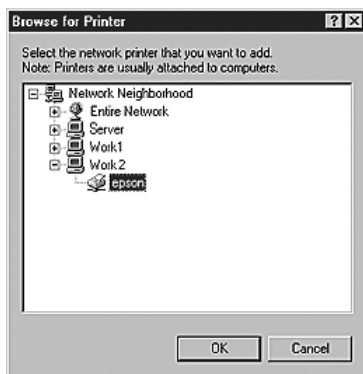 Browse for Printer
Select the network printer that you want to add.
Note: Printers are usually attached to computers.
Network Neighborhood
Entire Network
Server
Work1
Work2
epson
OK
Cancel